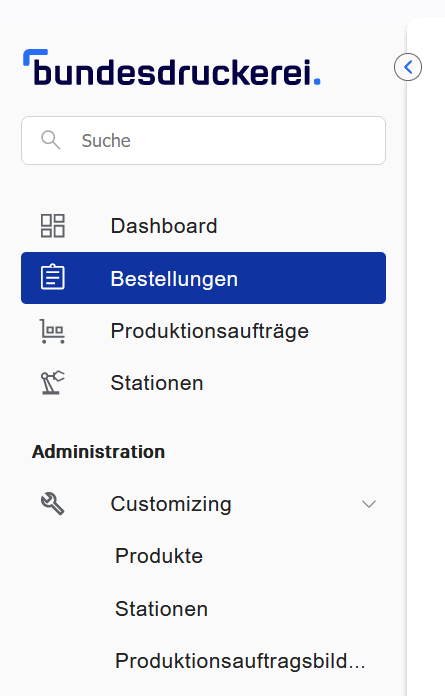 bundesdruckerei.
Suche
Dashboard
Bestellungen
Produktionsaufträge
Stationen
Administration
Customizing
Produkte
Stationen
Produktionsauftragsbild...